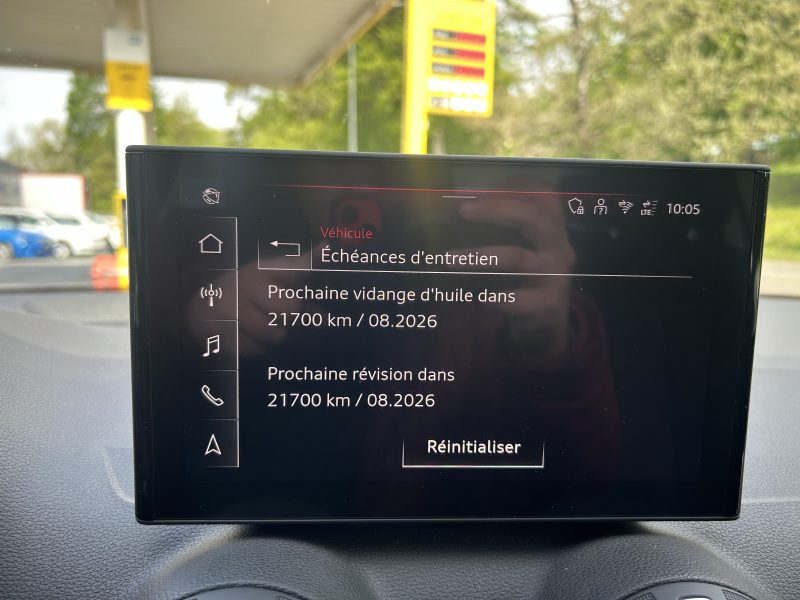 LTE 10:05
Véhicule
Échéances d'entretien
Prochaine vidange d'huile dans
21700 km / 08.2026
Prochaine révision dans
21700 km / 08.2026
Réinitialiser